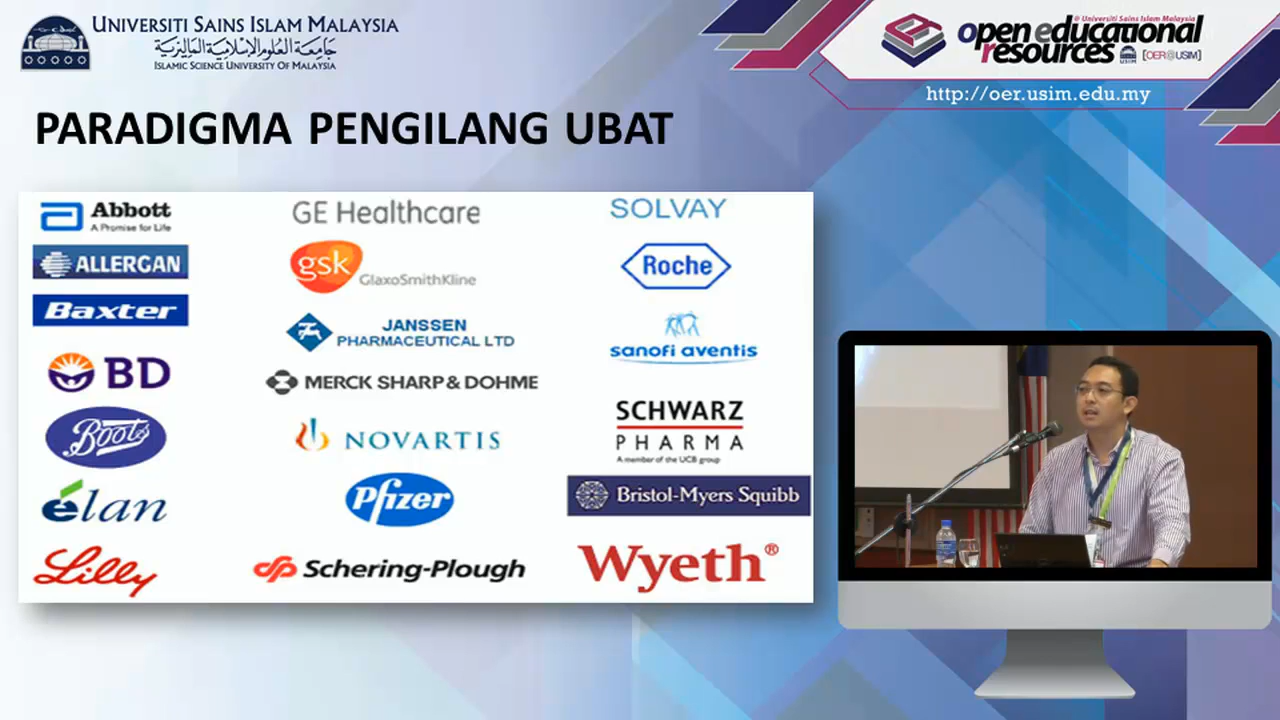 UNIVERSITI SAINS ISLAM MALAYSIA
جامعة العلوم الإسلامية الماليزية
ISLAMIC SCIENCE UNIVERSITY OF MALAYSIA
@ Universiti Sains Islam Malaysia
open educational
resources
USIM
[OER@USIM]
http://oer.usim.edu.my
PARADIGMA PENGILANG UBAT
Abbott
A Promise for Life
ALLERGAN
Baxter
BD
Boots
élan
Lilly
GE Healthcare
gsk
GlaxoSmithKline
JANSSEN
PHARMACEUTICAL LTD
MERCK SHARP & DOHME
NOVARTIS
Pfizer
Schering-Plough
SOLVAY
Roche
sanofi aventis
SCHWARZ
PHARMA
A member of the UCB group
Bristol-Myers Squibb
Wyeth®